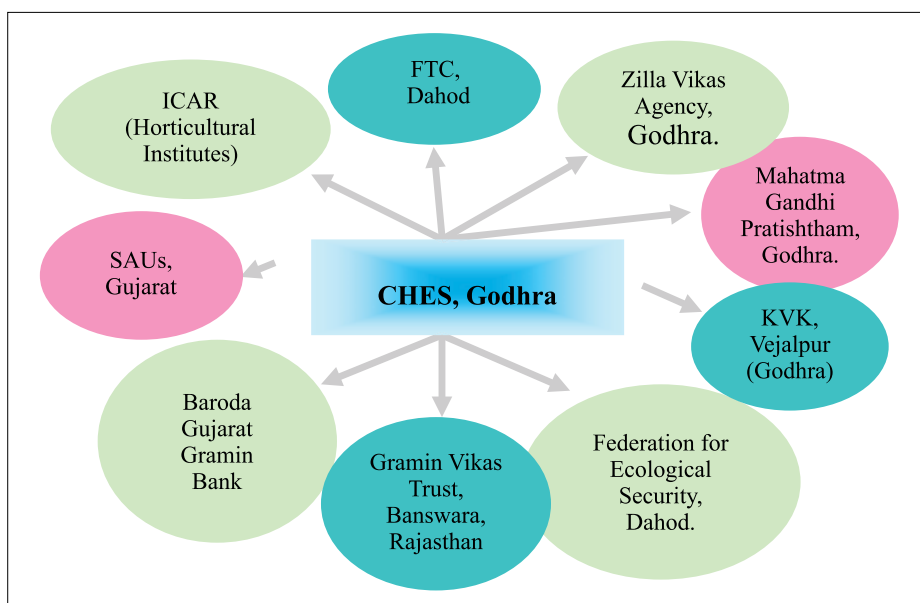 FTC,
Dahod
Zilla Vikas
Agency,
Godhra.
ICAR
(Horticultural
Institutes)
Mahatma
Gandhi
Pratishtham,
Godhra.
SAUs,
Gujarat
CHES, Godhra
KVK,
Vejalpur
(Godhra)
Baroda
Gujarat
Gramin
Bank
Gramin Vikas
Trust,
Banswara,
Rajasthan
Federation for
Ecological
Security,
Dahod.